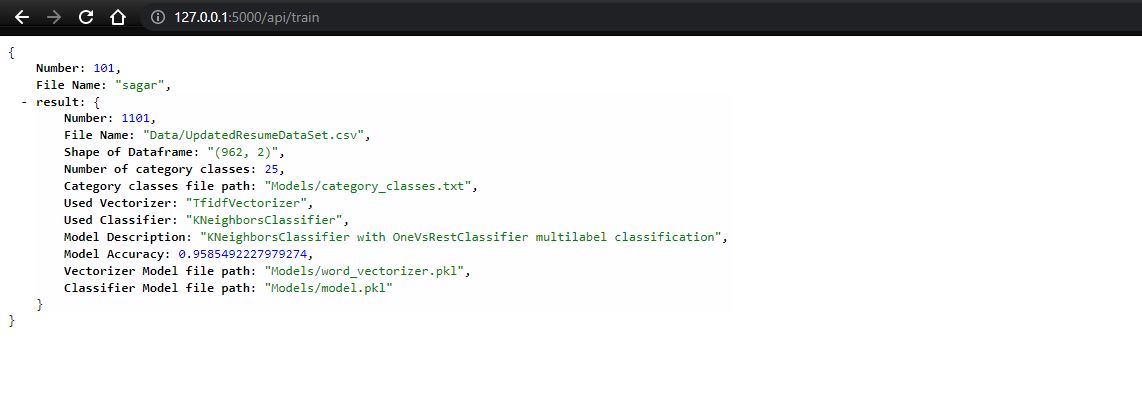 127.0.0.1:5000/api/train
{
Number: 101,
File Name: "sagar",
- result: {
Number: 1101,
File Name: "Data/UpdatedResumeDataSet.csv",
Shape of Dataframe: "(962, 2)",
Number of category classes: 25,
Category classes file path: "Models/category_classes.txt",
Used Vectorizer: "TfidfVectorizer",
Used Classifier: "KNeighborsClassifier",
Model Description: "KNeighborsClassifier with OneVsRestClassifier multilabel classification",
Model Accuracy: 0.9585492227979274,
Vectorizer Model file path: "Models/word_vectorizer.pkl",
Classifier Model file path: "Models/model.pkl"
}
}